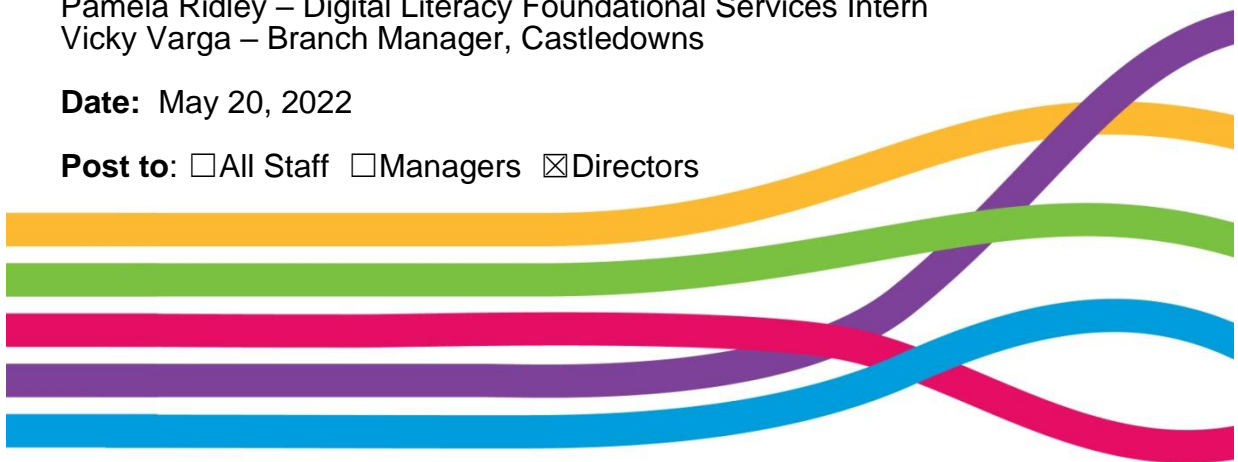 Pamela Ridley – Digital Literacy Foundational Services Intern
Vicky Varga – Branch Manager, Castledowns
Date: May 20, 2022
Post to: ☐All Staff ☐Managers ☒Directors